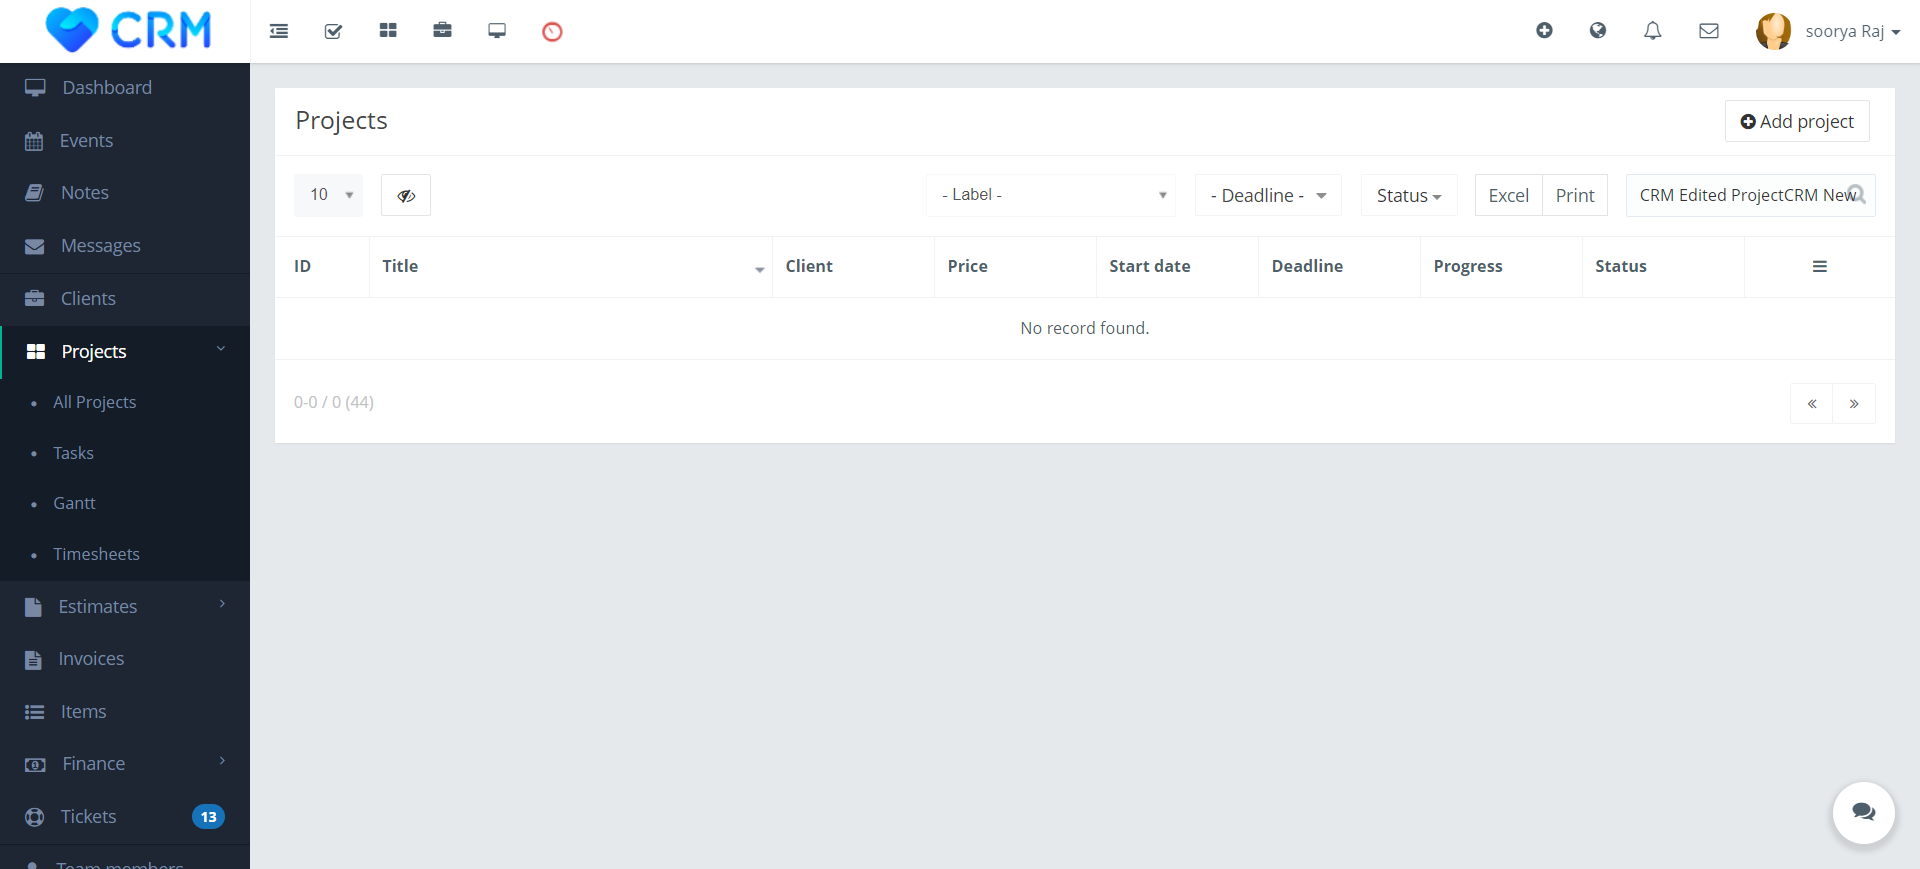 CRM
soorya Raj
Dashboard
Events
Notes
Messages
Clients
Projects
All Projects
Tasks
Gantt
Timesheets
Estimates
Invoices
Items
Finance
Tickets 13
Team members
Projects
Add project
10
- Label -
- Deadline -
Status
Excel
Print
CRM Edited ProjectCRM New
ID Title Client Price Start date Deadline Progress Status
No record found.
0-0 / 0 (44)
« »